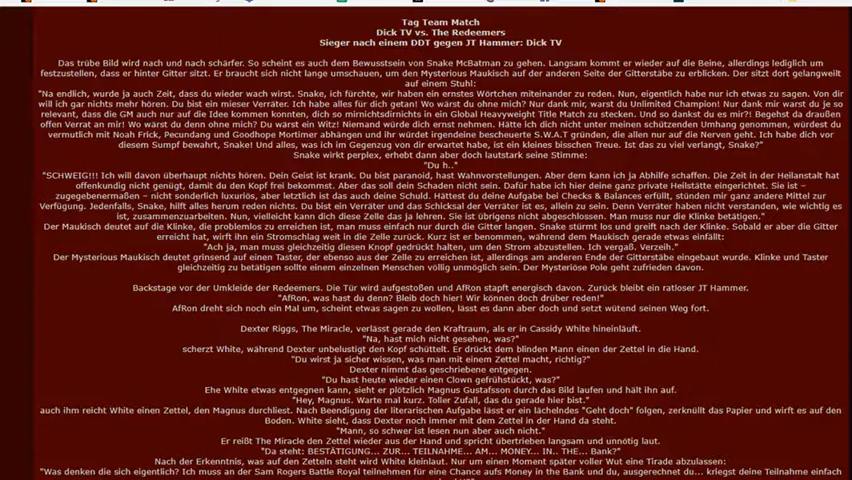 Tag Team Match
Dick TV vs. The Redeemers
Sieger nach einem DDT gegen JT Hammer: Dick TV
Das trübe Bild wird nach und nach schärfer. So scheint es auch dem Bewusstsein von Snake McBatman zu gehen. Langsam kommt er wieder auf die Beine, allerdings lediglich um
festzustellen, dass er hinter Gitter sitzt. Er braucht sich nicht lange umschauen, um den Mysterious Maukisch auf der anderen Seite der Gitterstäbe zu erblicken. Der sitzt dort gelangweilt
auf einem Stuhl:
"Na endlich, wurde ja auch Zeit, dass du wieder wach wirst. Snake, ich fürchte, wir haben ein ernstes Wörtchen miteinander zu reden. Nun, eigentlich habe nur ich etwas zu sagen. Von dir
will ich gar nichts mehr hören. Du bist ein mieser Verräter. Ich habe alles für dich getan! Wo wärst du ohne mich? Nur dank mir, warst du Unlimited Champion! Nur dank mir warst du je so
relevant, dass die GM auch nur auf die Idee kommen konnten, dich so mirnichtsdirnichts in ein Global Heavyweight Title Match zu stecken. Und so dankst du es mir?! Begehst da draußen
offen Verrat an mir! Wo wärst du denn ohne mich? Du wärst ein Witz! Niemand würde dich ernst nehmen. Hätte ich dich nicht unter meinen schützenden Umhang genommen, würdest du
vermutlich mit Noah Frick, Pecundang und Goodhope Mortimer abhängen und ihr würdet irgendeine bescheuerte S.W.A.T gründen, die allen nur auf die Nerven geht. Ich habe dich vor
diesem Sumpf bewahrt, Snake! Und alles, was ich im Gegenzug von dir erwartet habe, ist ein kleines bisschen Treue. Ist das zu viel verlangt, Snake?"
Snake wirkt perplex, erhebt dann aber doch lautstark seine Stimme:
"Du h.."
"SCHWEIG!!! Ich will davon überhaupt nichts hören. Dein Geist ist krank. Du bist paranoid, hast Wahnvorstellungen. Aber dem kann ich ja Abhilfe schaffen. Die Zeit in der Heilanstalt hat
offenkundig nicht genügt, damit du den Kopf frei bekommst. Aber das soll dein Schaden nicht sein. Dafür habe ich hier deine ganz private Heilstätte eingerichtet. Sie ist –
zugegebenermaßen – nicht sonderlich luxuriös, aber letztlich ist das auch deine Schuld. Hättest du deine Aufgabe bei Checks & Balances erfüllt, stünden mir ganz andere Mittel zur
Verfügung. Jedenfalls, Snake, hilft alles herum reden nichts. Du bist ein Verräter und das Schicksal der Verräter ist es, allein zu sein. Denn Verräter haben nicht verstanden, wie wichtig es
ist, zusammenzuarbeiten. Nun, vielleicht kann dich diese Zelle das ja lehren. Sie ist übrigens nicht abgeschlossen. Man muss nur die Klinke betätigen."
Der Maukisch deutet auf die Klinke, die problemlos zu erreichen ist, man muss einfach nur durch die Gitter langen. Snake stürmt los und greift nach der Klinke. Sobald er aber die Gitter
erreicht hat, wirft ihn ein Stromschlag weit in die Zelle zurück. Kurz ist er benommen, während dem Maukisch gerade etwas einfällt:
"Ach ja, man muss gleichzeitig diesen Knopf gedrückt halten, um den Strom abzustellen. Ich vergaß. Verzeih."
Der Mysterious Maukisch deutet grinsend auf einen Taster, der ebenso aus der Zelle zu erreichen ist, allerdings am anderen Ende der Gitterstäbe eingebaut wurde. Klinke und Taster
gleichzeitig zu betätigen sollte einem einzelnen Menschen völlig unmöglich sein. Der Mysteriöse Pole geht zufrieden davon.
Backstage vor der Umkleide der Redeemers. Die Tür wird aufgestoßen und AfRon stapft energisch davon. Zurück bleibt ein ratloser JT Hammer.
"AfRon, was hast du denn? Bleib doch hier! Wir können doch drüber reden!"
AfRon dreht sich noch ein Mal um, scheint etwas sagen zu wollen, lässt es dann aber doch und setzt wütend seinen Weg fort.
Dexter Riggs, The Miracle, verlässt gerade den Kraftraum, als er in Cassidy White hineinläuft.
"Na, hast mich nicht gesehen, was?"
scherzt White, während Dexter unbelustigt den Kopf schüttelt. Er drückt dem blinden Mann einen der Zettel in die Hand.
"Du wirst ja sicher wissen, was man mit einem Zettel macht, richtig?"
Dexter nimmt das geschriebene entgegen.
"Du hast heute wieder einen Clown gefrühstückt, was?"
Ehe White etwas entgegnen kann, sieht er plötzlich Magnus Gustafsson durch das Bild laufen und hält ihn auf.
"Hey, Magnus. Warte mal kurz. Toller Zufall, das du gerade hier bist."
auch ihm reicht White einen Zettel, den Magnus durchliest. Nach Beendigung der literarischen Aufgabe lässt er ein lächelndes "Geht doch" folgen, zerknüllt das Papier und wirft es auf den
Boden. White sieht, dass Dexter noch immer mit dem Zettel in der Hand da steht.
"Mann, so schwer ist lesen nun aber auch nicht."
Er reißt The Miracle den Zettel wieder aus der Hand und spricht übertrieben langsam und unnötig laut.
"Da steht: BESTÄTIGUNG... ZUR... TEILNAHME... AM... MONEY... IN.. THE... Bank?"
Nach der Erkenntnis, was auf den Zetteln steht wird White kleinlaut. Nur um einen Moment später voller Wut eine Tirade abzulassen:
"Was denken die sich eigentlich? Ich muss an der Sam Rogers Battle Royal teilnehmen für eine Chance aufs Money in the Bank und du, ausgerechnet du... kriegst deine Teilnahme einfach